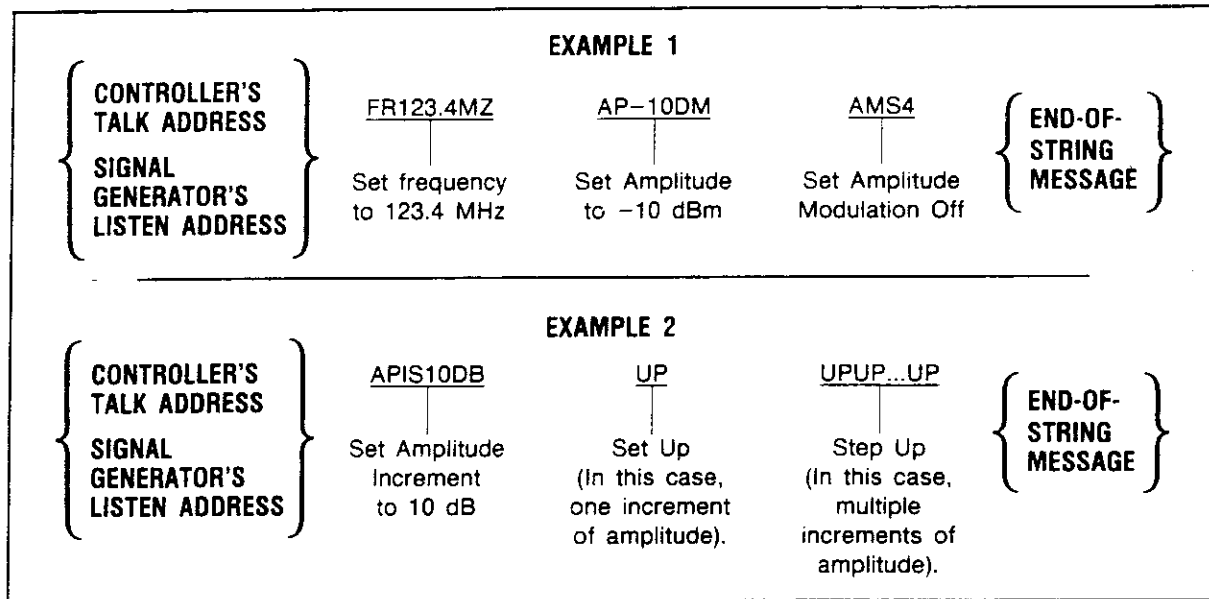 EXAMPLE 1
CONTROLLER'S
TALK ADDRESS
SIGNAL
GENERATOR'S
LISTEN ADDRESS
FR123.4MZ
Set frequency
to 123.4 MHz
AP−10DM
Set Amplitude
to −10 dBm
AMS4
Set Amplitude
Modulation Off
END-OF-
STRING
MESSAGE
EXAMPLE 2
CONTROLLER'S
TALK ADDRESS
SIGNAL
GENERATOR'S
LISTEN ADDRESS
APIS10DB
Set Amplitude
Increment
to 10 dB
UP
Set Up
(In this case,
one increment
of amplitude).
UPUP...UP
Step Up
(In this case,
multiple
increments of
amplitude).
END-OF-
STRING
MESSAGE